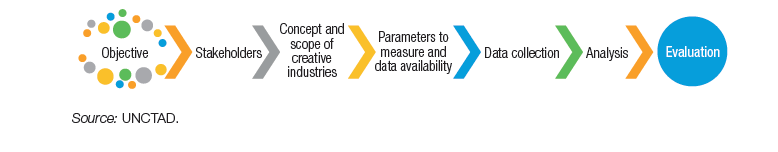 Objective
Stakeholders
Concept and
scope of
creative
industries
Parameters to
measure and
data availability
Data collection
Analysis
Evaluation
Source: UNCTAD.